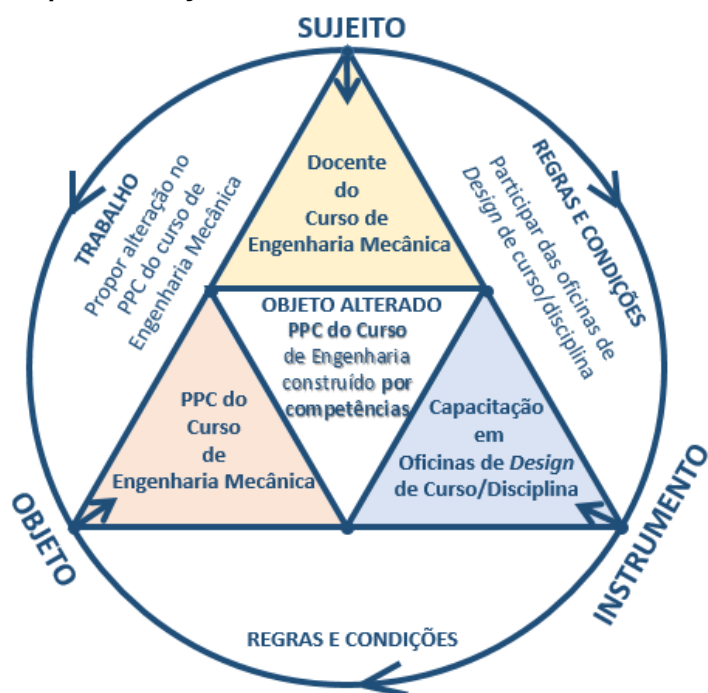 SUJEITO
Docente
do
Curso de
Engenharia Mecânica
TRABALHO
Propor alteração no
PPC do curso de
Engenharia Mecânica
REGRAS E CONDIÇÕES
Participar das oficinas de
Design de curso/disciplina
OBJETO ALTERADO
PPC do Curso
de Engenharia
construído por
competências
PPC do
Curso
de
Engenharia Mecânica
Capacitação
em
Oficinas de Design
de Curso/Disciplina
OBJETO
INSTRUMENTO
REGRAS E CONDIÇÕES